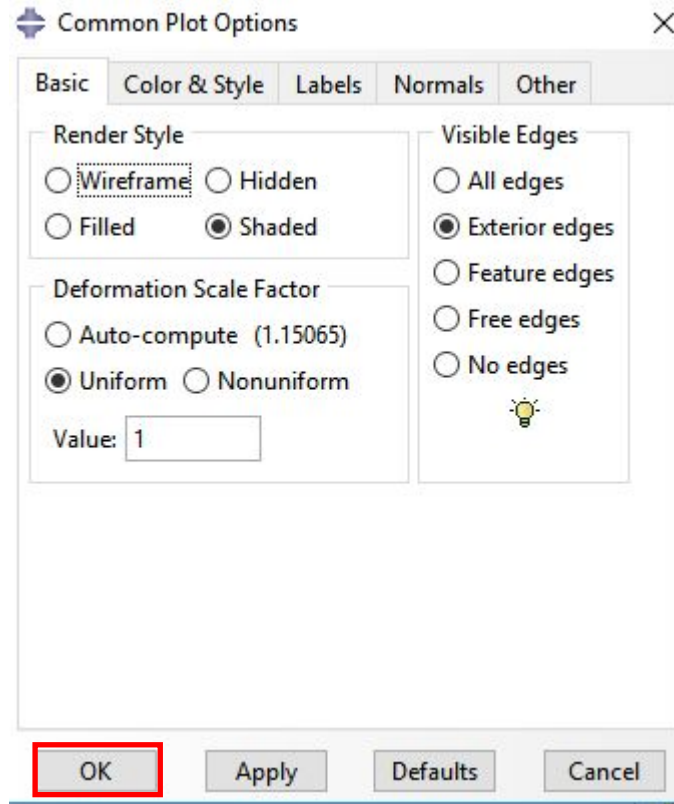 Common Plot Options
Basic Color & Style Labels Normals Other
Render Style
Wireframe Hidden
Filled Shaded
Deformation Scale Factor
Auto-compute (1.15065)
Uniform Nonuniform
Value: 1
Visible Edges
All edges
Exterior edges
Feature edges
Free edges
No edges
OK Apply Defaults Cancel